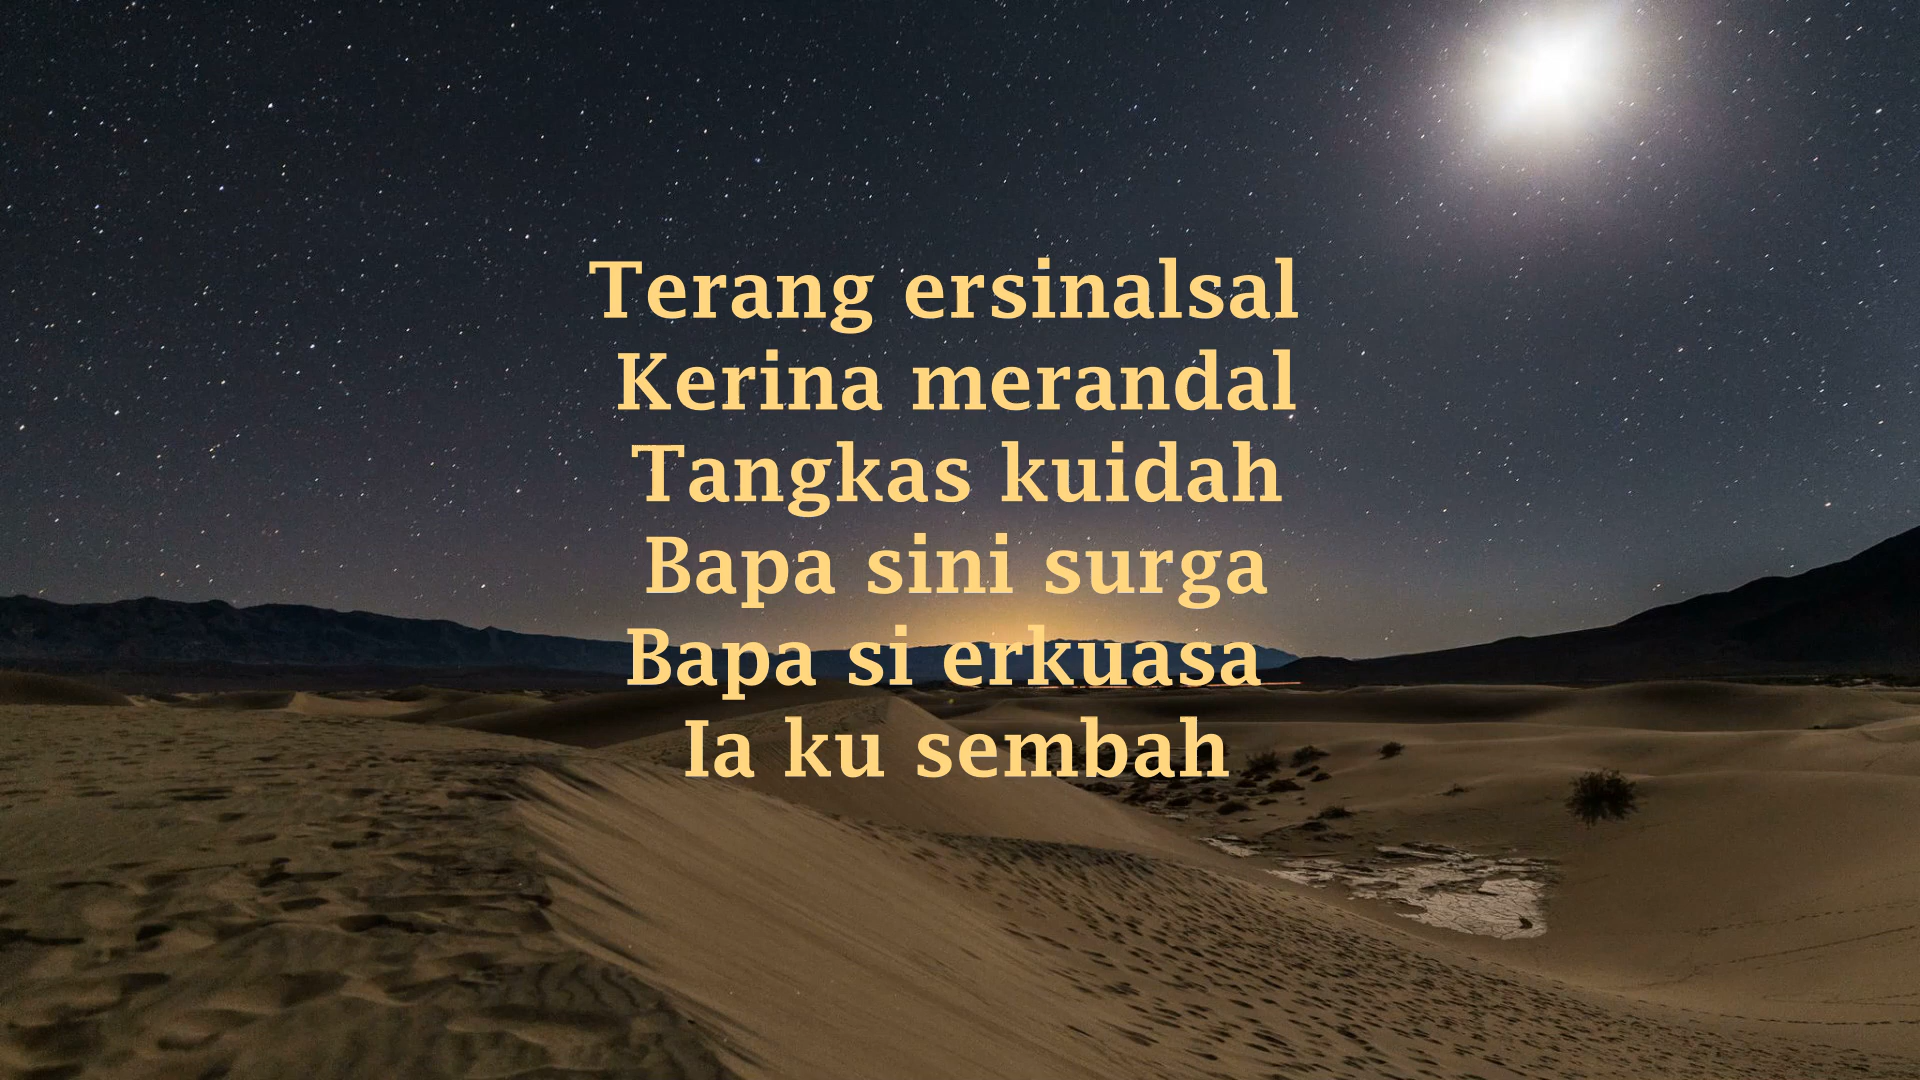 Terang ersinalsal
Kerina merandal
Tangkas kuidah
Bapa sini surga
Bapa si erkuasa
Ia ku sembah